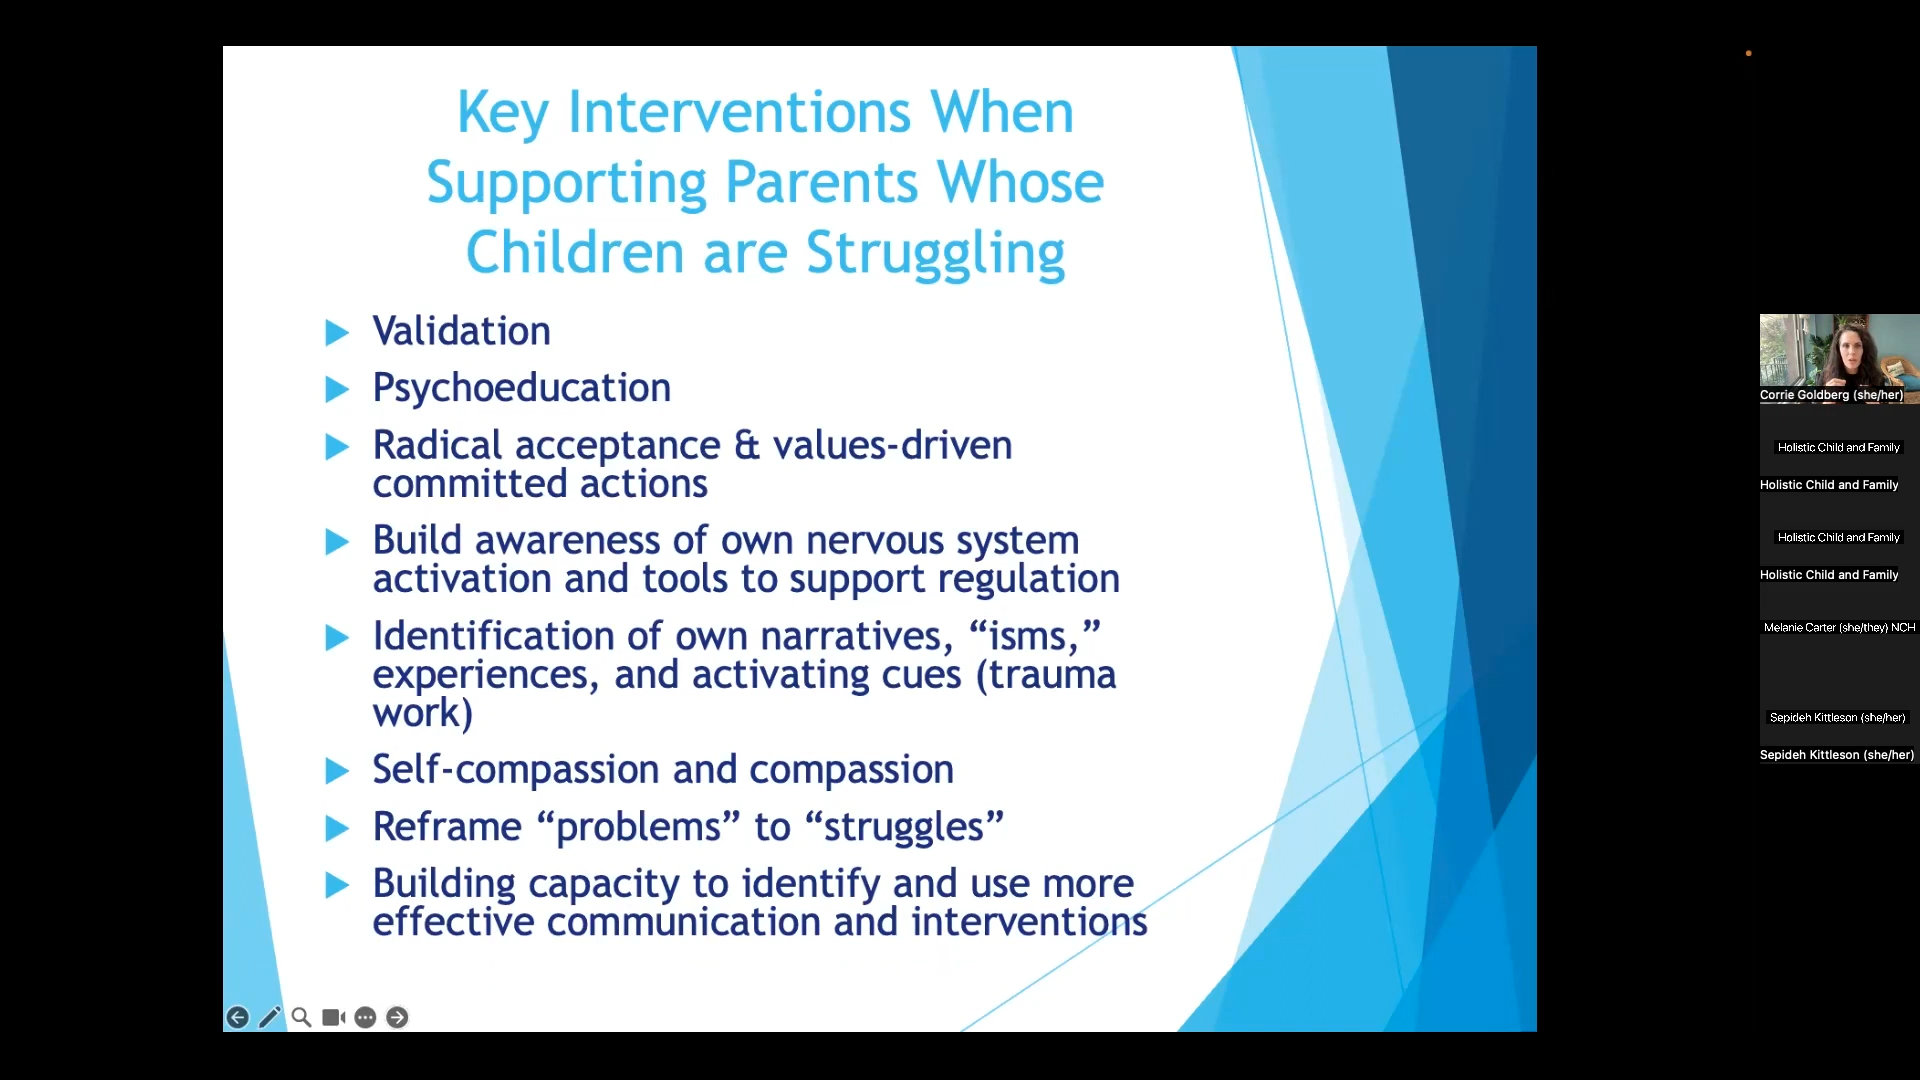 Key Interventions When
Supporting Parents Whose
Children are Struggling
Validation
Psychoeducation
Radical acceptance & values-driven
committed actions
Build awareness of own nervous system
activation and tools to support regulation
Identification of own narratives, “isms,”
experiences, and activating cues (trauma
work)
Self-compassion and compassion
Reframe “problems” to “struggles”
Building capacity to identify and use more
effective communication and interventions
Corrie Goldberg (she/her)
Holistic Child and Family
Holistic Child and Family
Holistic Child and Family
Holistic Child and Family
Melanie Carter (she/they) NCH
Sepideh Kittleson (she/her)
Sepideh Kittleson (she/her)